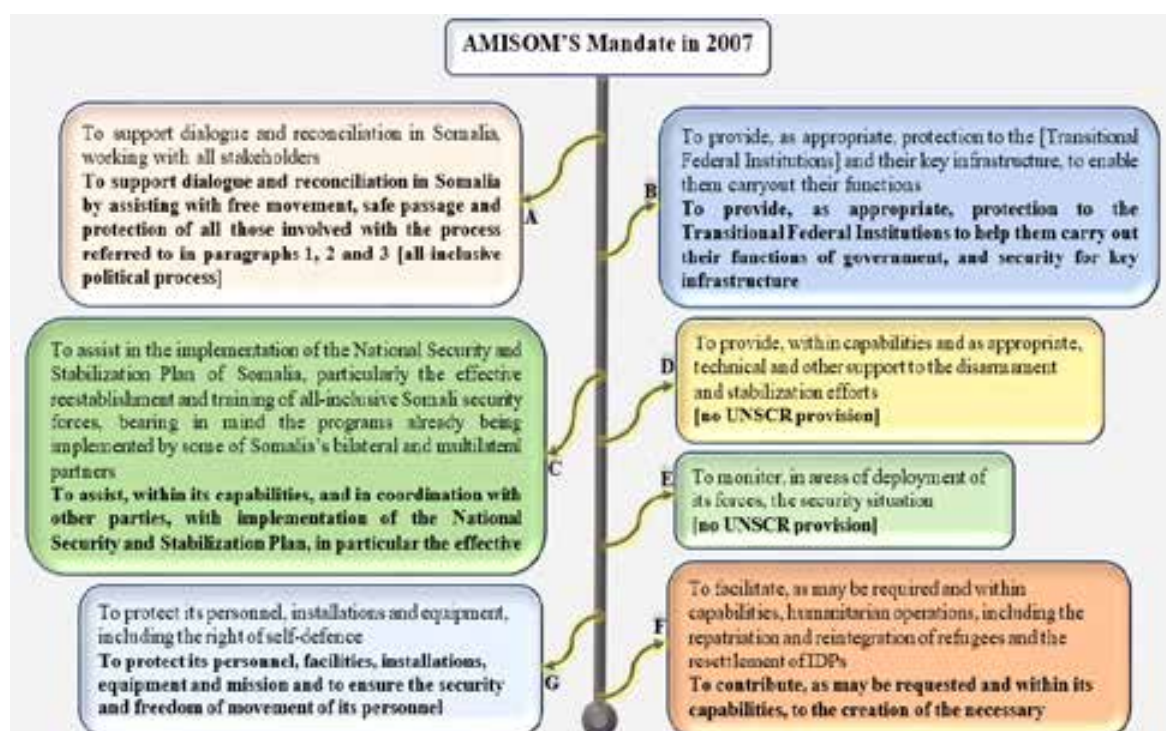 AMISOM'S Mandate in 2007
To support dialogue and reconciliation in Somalia,
working with all stakeholders
To support dialogue and reconciliation in Somalia
by assisting with free movement, safe passage and
protection of all those involved with the process
referred to in paragraphs 1, 2 and 3 [all inclusive
political process]
A
B
To provide, as appropriate, protection to the [Transitional
Federal Institutions] and their key infrastructure, to enable
them carryout their functions
To provide, as appropriate, protection to the
Transitional Federal Institutions to help them carry out
their functions of government, and security for key
infrastructure
To assist in the implementation of the National Security and
Stabilization Plan of Somalia, particularly the effective
reestablishment and training of all-inclusive Somali security
forces, bearing in mind the programs already being
implemented by some of Somalia's bilateral and multilateral
partners
To assist, within its capabilities, and in coordination with
other parties, with implementation of the National
Security and Stabilization Plan, in particular the effective
C
D
To provide, within capabilities and as appropriate,
technical and other support to the disarmament
and stabilization efforts
[no UNSCR provision]
E
To monitor, in areas of deployment of
its forces, the security situation
[no UNSCR provision]
F
To facilitate, as may be required and within
capabilities, humanitarian operations, including the
repatriation and reintegration of refugees and the
resettlement of IDPs
To contribute, as may be requested and within its
capabilities, to the creation of the necessary
To protect its personnel, installations and equipment,
including the right of self-defence
To protect its personnel, facilities, installations,
equipment and mission and to ensure the security
and freedom of movement of its personnel
G